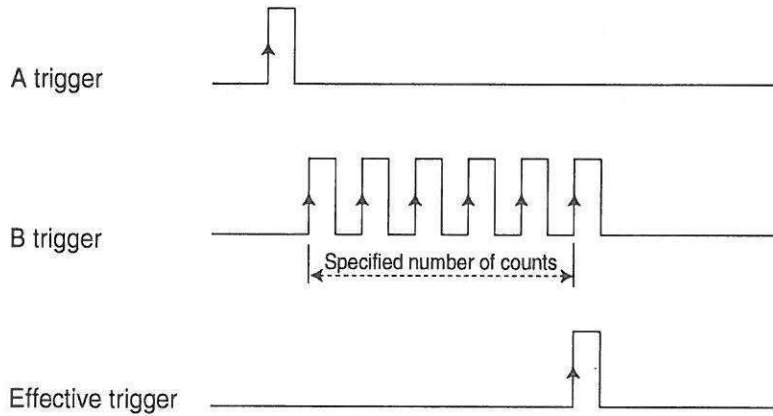 A trigger
B trigger
Specified number of counts
Effective trigger